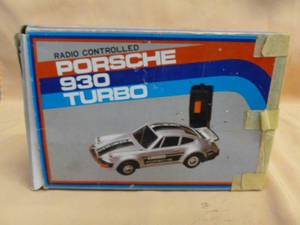 RADIO CONTROLLED
PORSCHE
930
TURBO